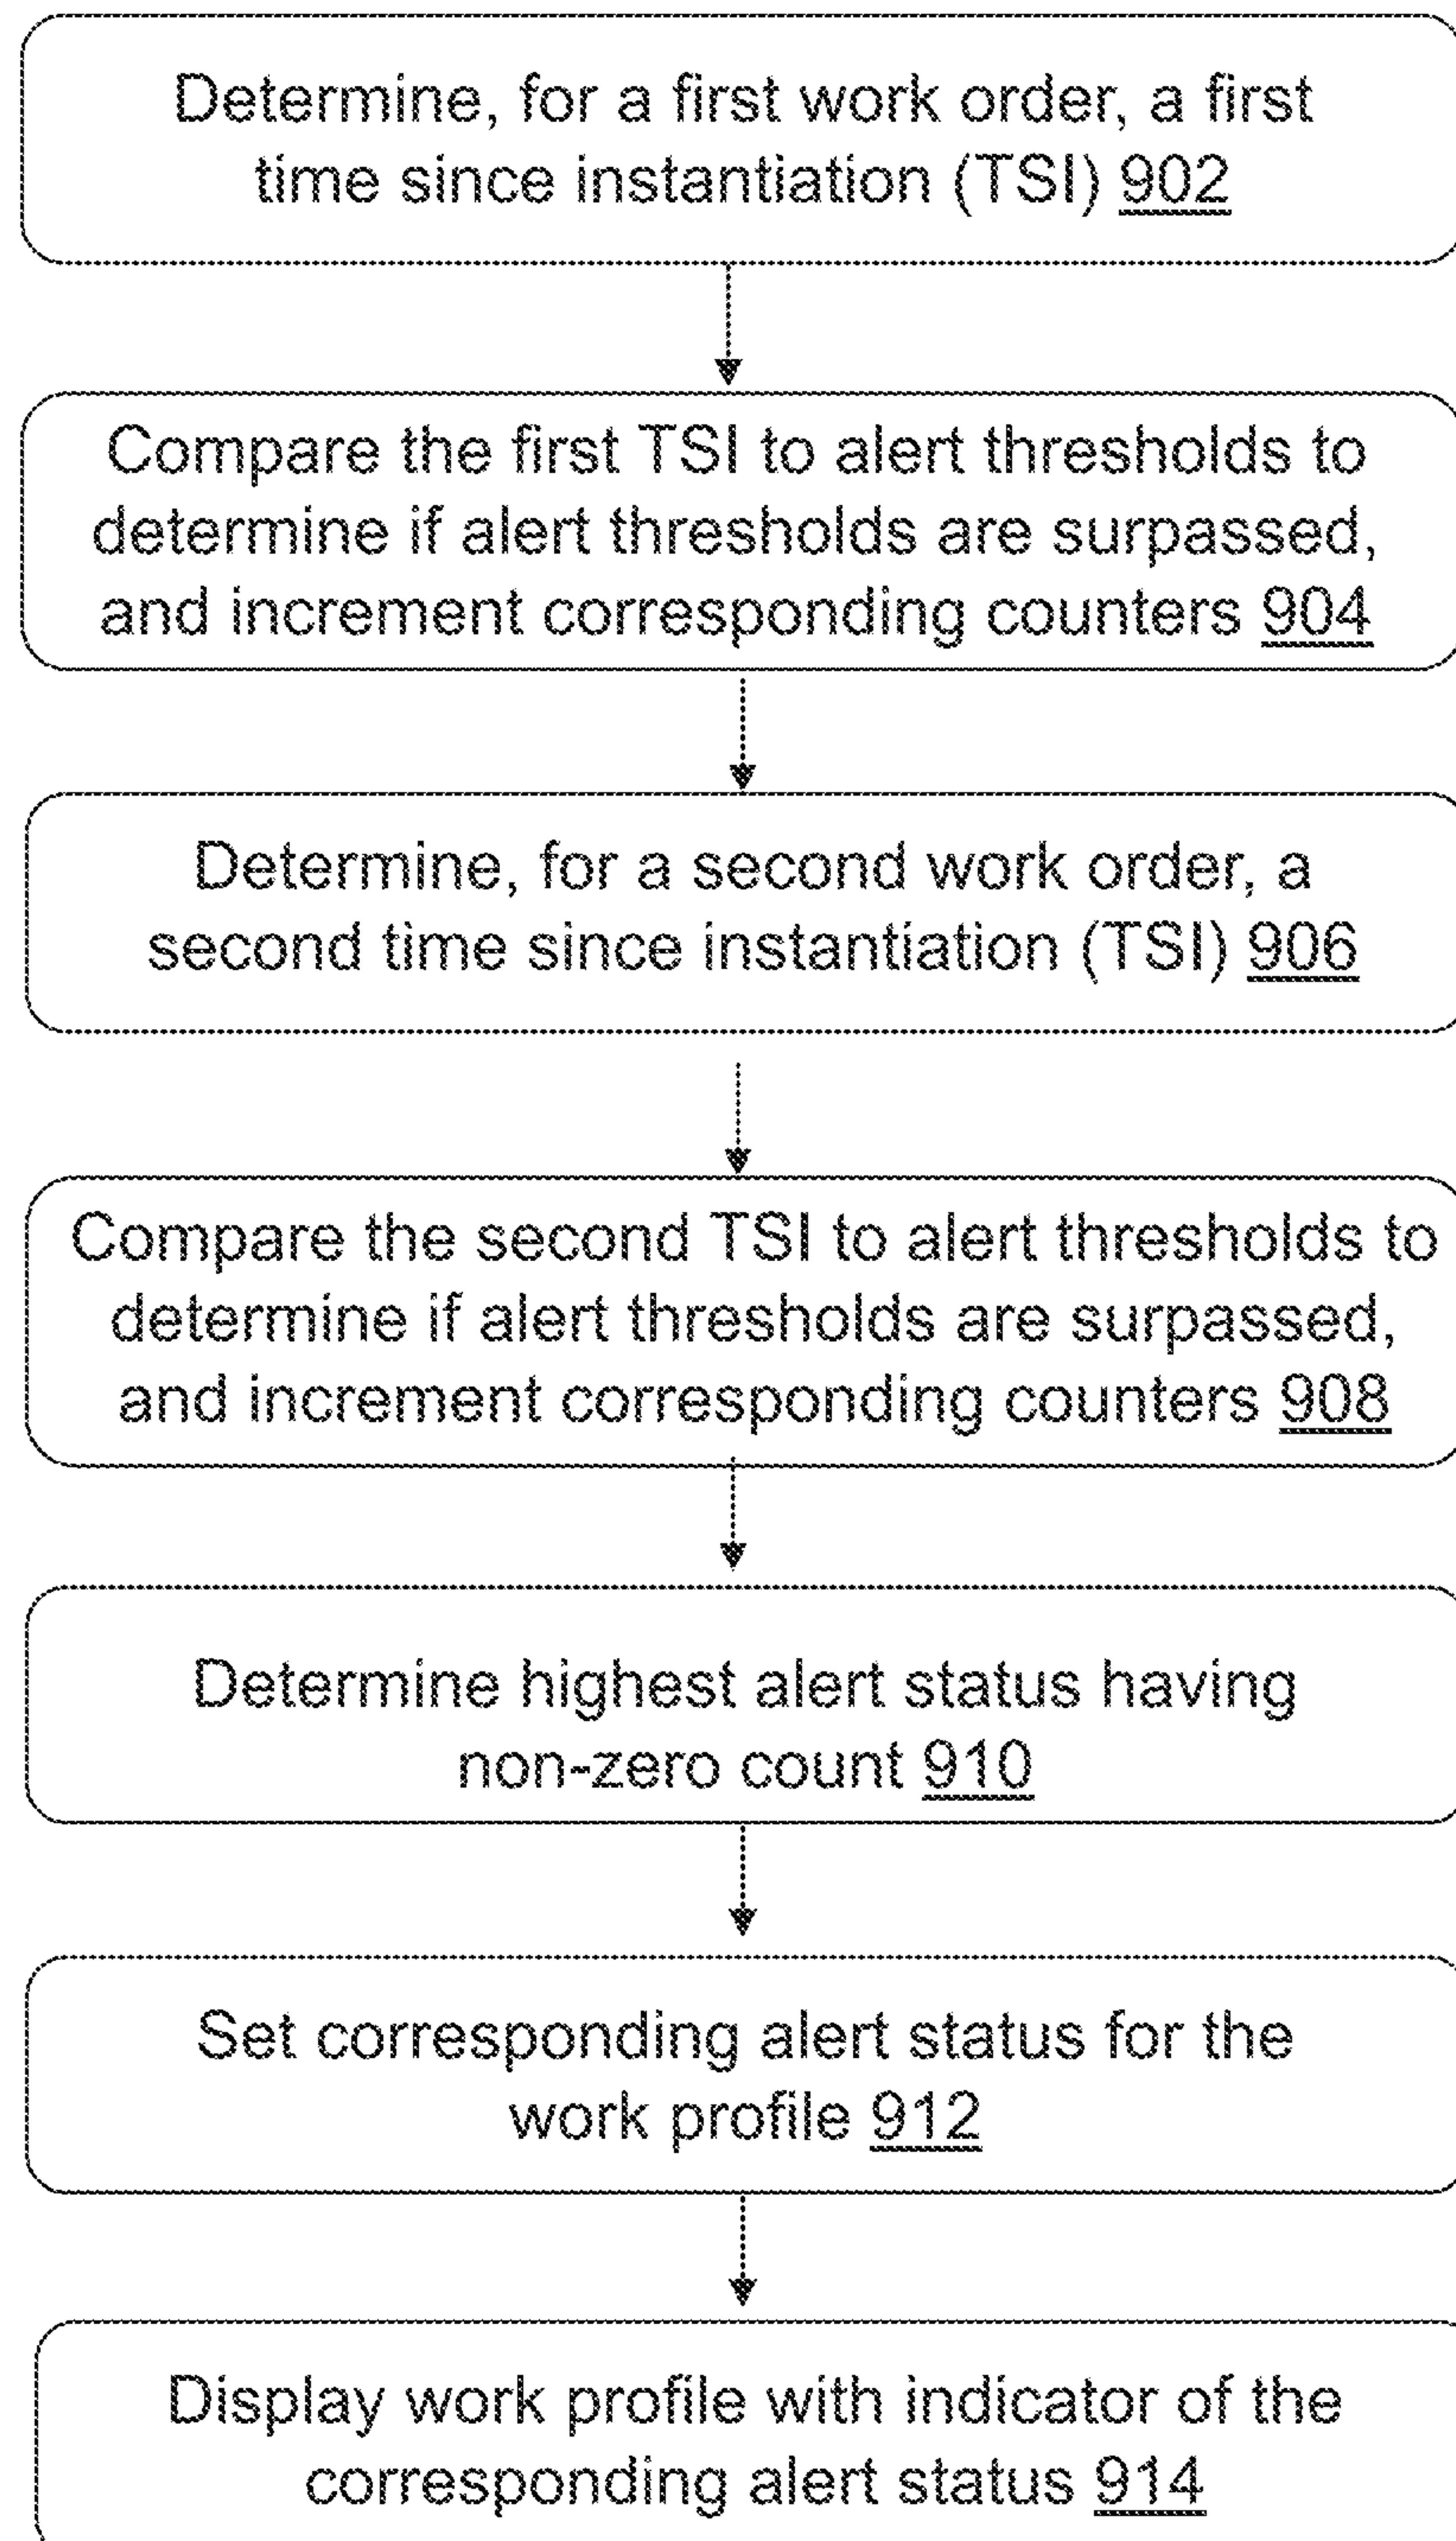 Determine, for a first work order, a first
time since instantiation (TSI) 902
Compare the first TSI to alert thresholds to
determine if alert thresholds are surpassed,
and increment corresponding counters 904
Determine, for a second work order, a
second time since instantiation (TSI) 906
Compare the second TSI to alert thresholds to
determine if alert thresholds are surpassed,
and increment corresponding counters 908
Determine highest alert status having
non-zero count 910
Set corresponding alert status for the
work profile 912
Display work profile with indicator of the
corresponding alert status 914